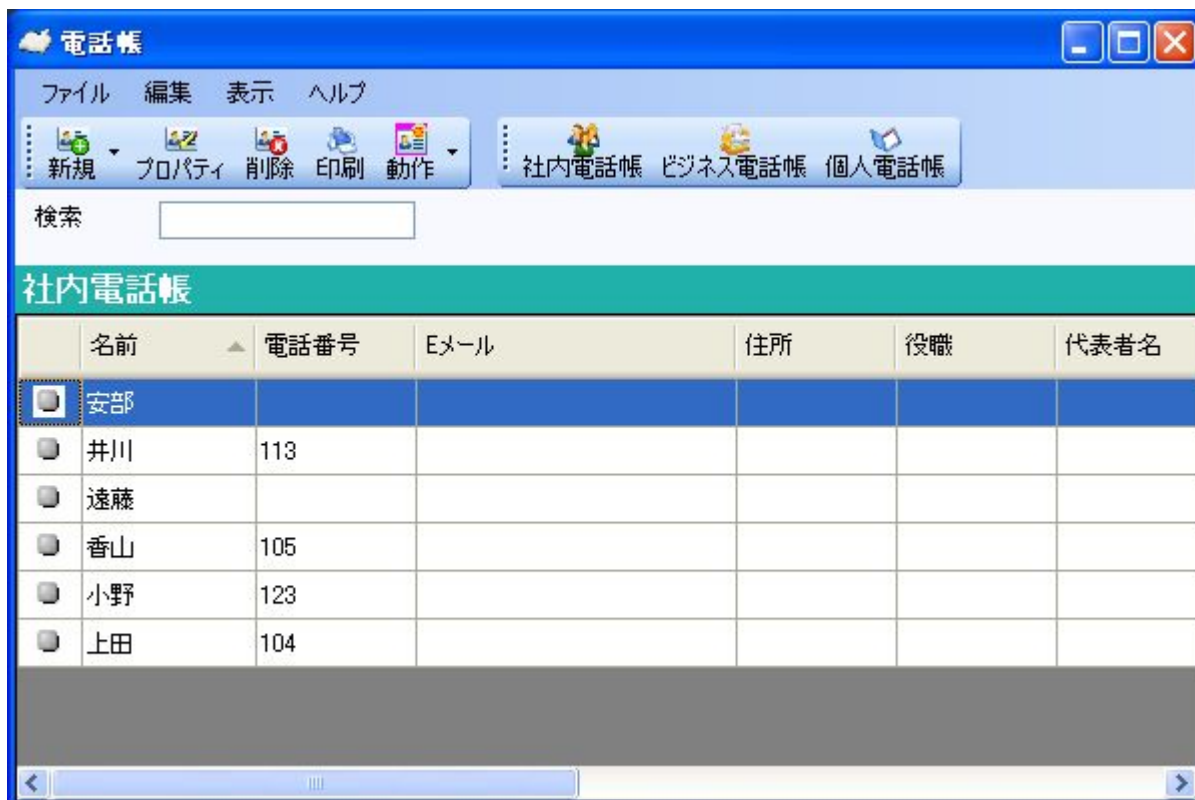 電話帳
ファイル 編集 表示 ヘルプ
新規 プロパティ 削除 印刷 動作 社内電話帳 ビジネス電話帳 個人電話帳
検索
社内電話帳
名前 電話番号 Eメール 住所 役職 代表者名
安部
井川 113
遠藤
香山 105
小野 123
上田 104